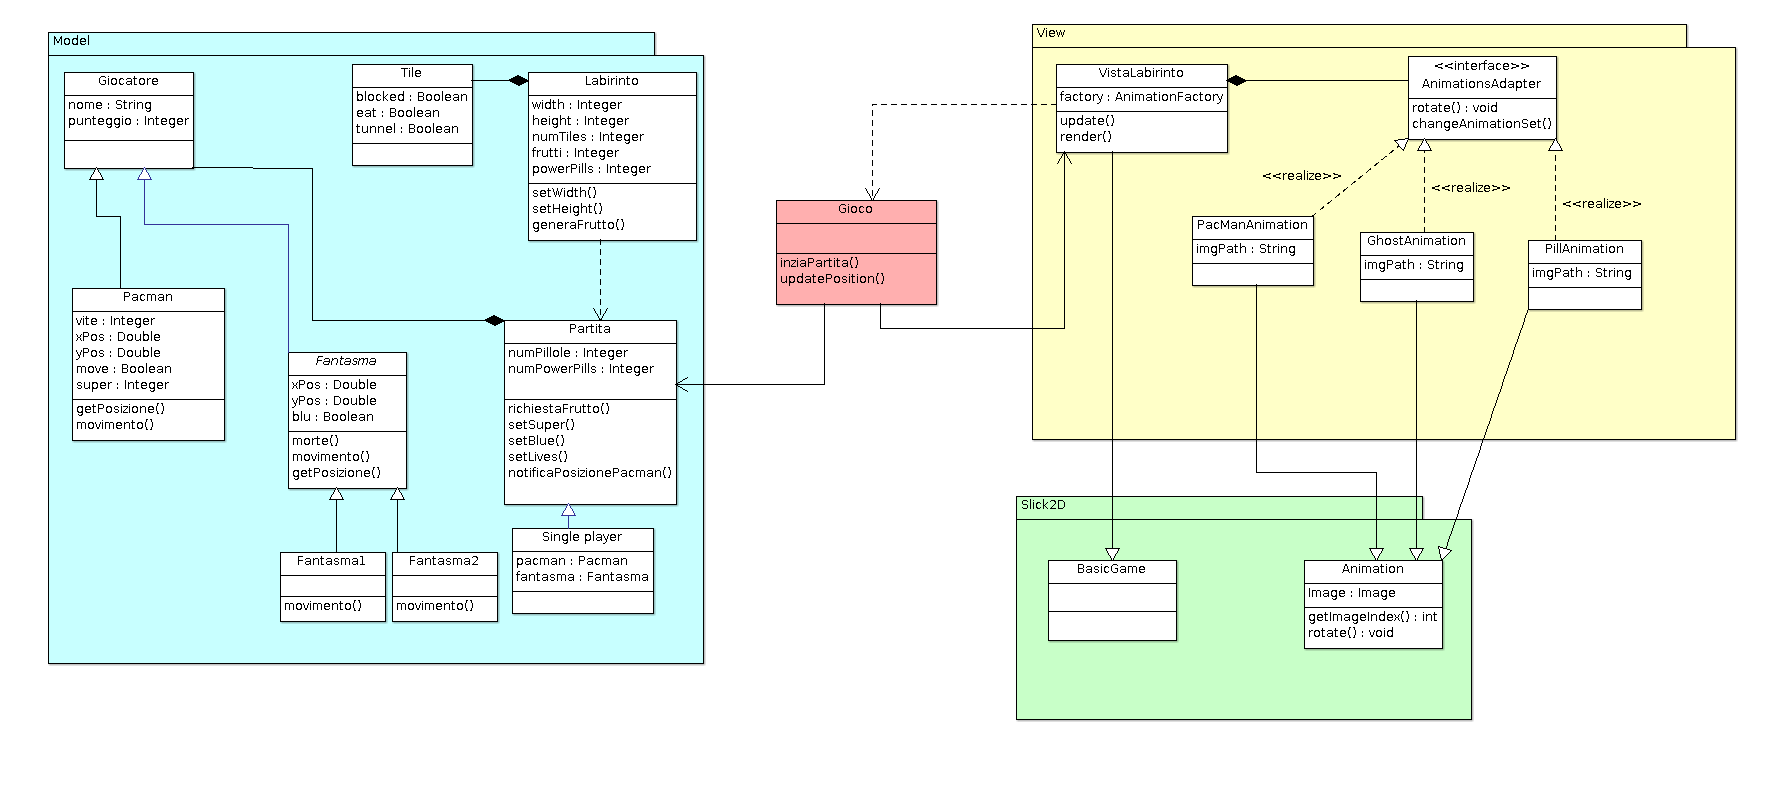 Model
Giocatore
nome : String
punteggio : Integer
Tile
blocked : Boolean
eat : Boolean
tunnel : Boolean
Labirinto
width : Integer
height : Integer
numTiles : Integer
frutti : Integer
powerPills : Integer
setWidth()
setHeight()
generaFrutto()
Pacman
vite : Integer
xPos : Double
yPos : Double
move : Boolean
super : Integer
getPosizione()
movimento()
Fantasma
xPos : Double
yPos : Double
blu : Boolean
morte()
movimento()
getPosizione()
Partita
numPillole : Integer
numPowerPills : Integer
richiestaFrutto()
setSuper()
setBlue()
setLives()
notificaPosizionePacman()
Fantasma1
movimento()
Fantasma2
movimento()
Single player
pacman : Pacman
fantasma : Fantasma
Gioco
inziaPartita()
updatePosition()
View
VistaLabirinto
factory : AnimationFactory
update()
render()
<<interface>>
AnimationsAdapter
rotate() : void
changeAnimationSet()
<<realize>>
<<realize>>
<<realize>>
PacManAnimation
imgPath : String
GhostAnimation
imgPath : String
PillAnimation
imgPath : String
Slick2D
BasicGame
Animation
Image : Image
getImageIndex() : int
rotate() : void